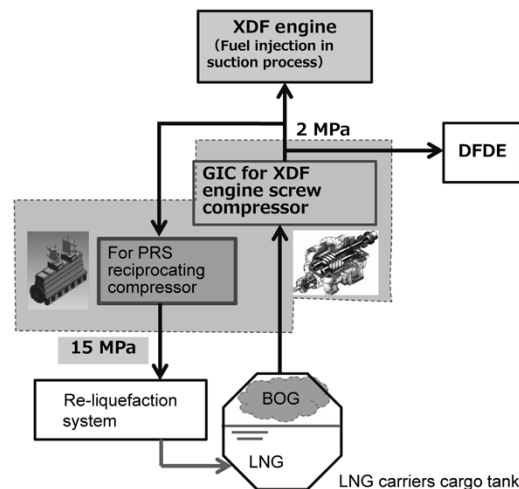 XDF engine
(Fuel injection in
suction process)
2 MPa
DFDE
GIC for XDF
engine screw
compressor
For PRS
reciprocating
compressor
15 MPa
Re-liquefaction
system
BOG
LNG
LNG carriers cargo tank